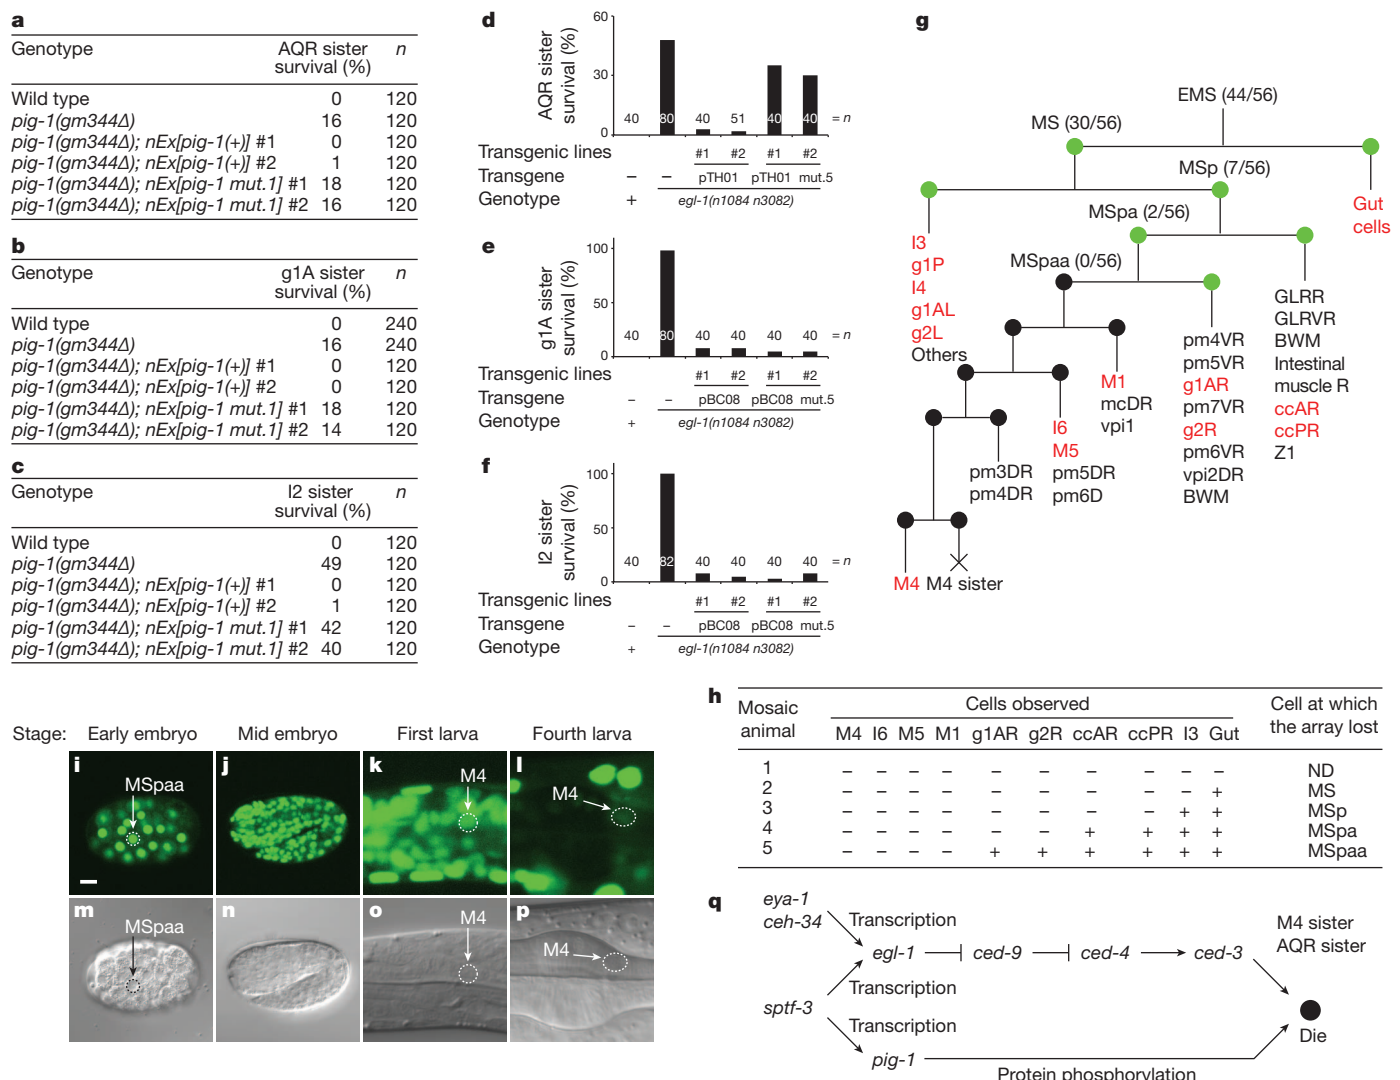 a
Genotype AQR sister survival (%) n
Wild type 0 120
pig-1(gm344Δ) 16 120
pig-1(gm344Δ); nEx[pig-1(+)] #1 0 120
pig-1(gm344Δ); nEx[pig-1(+)] #2 1 120
pig-1(gm344Δ); nEx[pig-1 mut.1] #1 18 120
pig-1(gm344Δ); nEx[pig-1 mut.1] #2 16 120
b
Genotype g1A sister survival (%) n
Wild type 0 240
pig-1(gm344Δ) 16 240
pig-1(gm344Δ); nEx[pig-1(+)] #1 0 120
pig-1(gm344Δ); nEx[pig-1(+)] #2 0 120
pig-1(gm344Δ); nEx[pig-1 mut.1] #1 18 120
pig-1(gm344Δ); nEx[pig-1 mut.1] #2 14 120
c
Genotype I2 sister survival (%) n
Wild type 0 120
pig-1(gm344Δ) 49 120
pig-1(gm344Δ); nEx[pig-1(+)] #1 0 120
pig-1(gm344Δ); nEx[pig-1(+)] #2 1 120
pig-1(gm344Δ); nEx[pig-1 mut.1] #1 42 120
pig-1(gm344Δ); nEx[pig-1 mut.1] #2 40 120
d
AQR sister survival (%)
60
30
0
40 80 40 51 40 40 = n
Transgenic lines #1 #2 #1 #2
Transgene – – pTH01 pTH01 mut.5
Genotype + egl-1(n1084 n3082)
e
g1A sister survival (%)
100
50
0
40 80 40 40 40 40 = n
Transgenic lines #1 #2 #1 #2
Transgene – – pBC08 pBC08 mut.5
Genotype + egl-1(n1084 n3082)
f
I2 sister survival (%)
100
50
0
40 82 40 40 40 40 = n
Transgenic lines #1 #2 #1 #2
Transgene – – pBC08 pBC08 mut.5
Genotype + egl-1(n1084 n3082)
g
EMS (44/56)
MS (30/56)
MSp (7/56)
MSpa (2/56)
MSpaa (0/56)
Gut
cells
I3
g1P
I4
g1AL
g2L
Others
GLRR
GLRVR
BWM
Intestinal
muscle R
ccAR
ccPR
Z1
pm4VR
pm5VR
g1AR
pm7VR
g2R
pm6VR
vpi2DR
BWM
M1
mcDR
vpi1
I6
M5
pm5DR
pm6D
pm3DR
pm4DR
M4 M4 sister
h
Mosaic animal Cells observed Cell at which the array lost
M4 I6 M5 M1 g1AR g2R ccAR ccPR I3 Gut
1 – – – – – – – – – – ND
2 – – – – – – – – – + MS
3 – – – – – – – – + + MSp
4 – – – – – – + + + + MSpa
5 – – – – + + + + + + MSpaa
Stage: Early embryo Mid embryo First larva Fourth larva
i
MSpaa
j
k
M4
l
M4
m
MSpaa
n
o
M4
p
M4
q
eya-1
ceh-34
Transcription
egl-1 ced-9 ced-4 ced-3
M4 sister
AQR sister
Transcription
sptf-3
Transcription
Die
pig-1
Protein phosphorylation